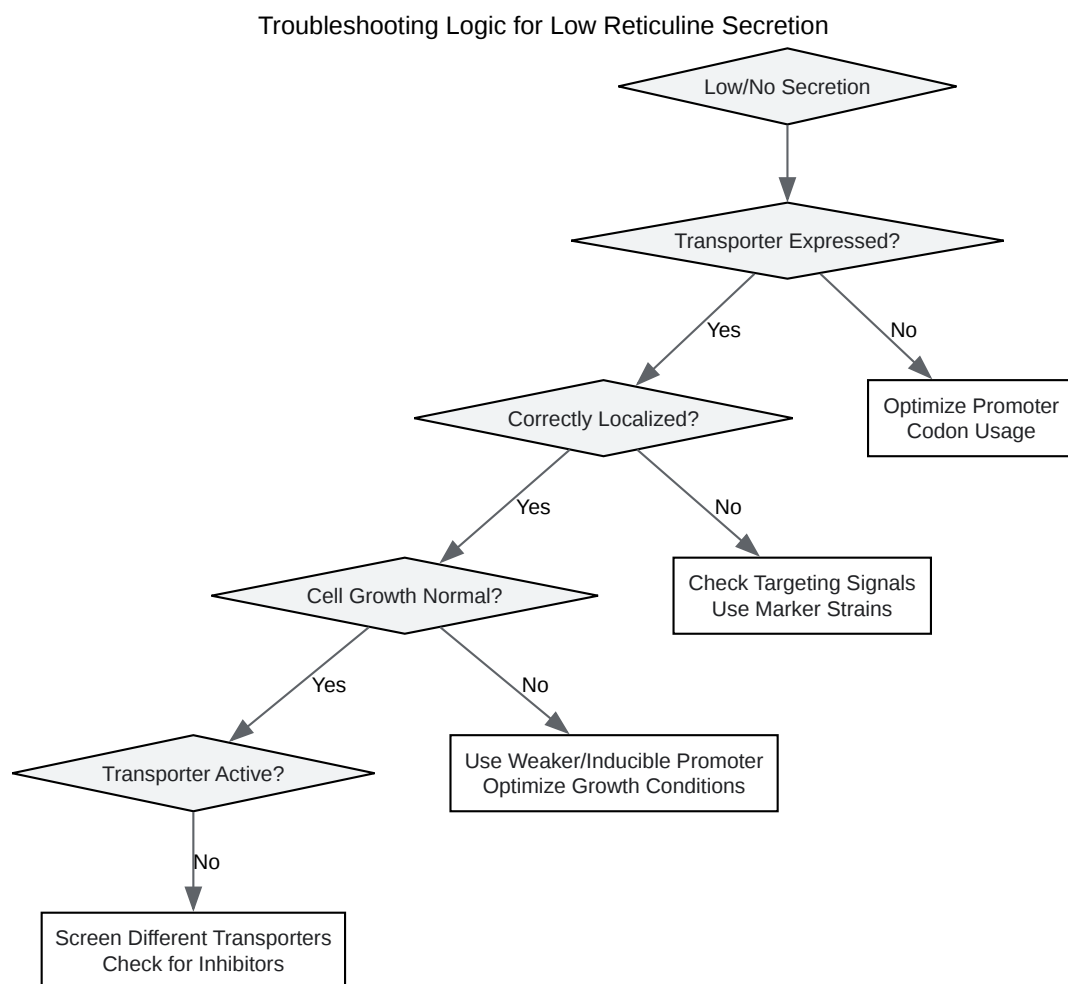 Troubleshooting Logic for Low Reticuline Secretion
Low/No Secretion
Transporter Expressed?
Yes
No
Correctly Localized?
Optimize Promoter
Codon Usage
Yes
No
Cell Growth Normal?
Check Targeting Signals
Use Marker Strains
Yes
No
Transporter Active?
Use Weaker/Inducible Promoter
Optimize Growth Conditions
No
Screen Different Transporters
Check for Inhibitors